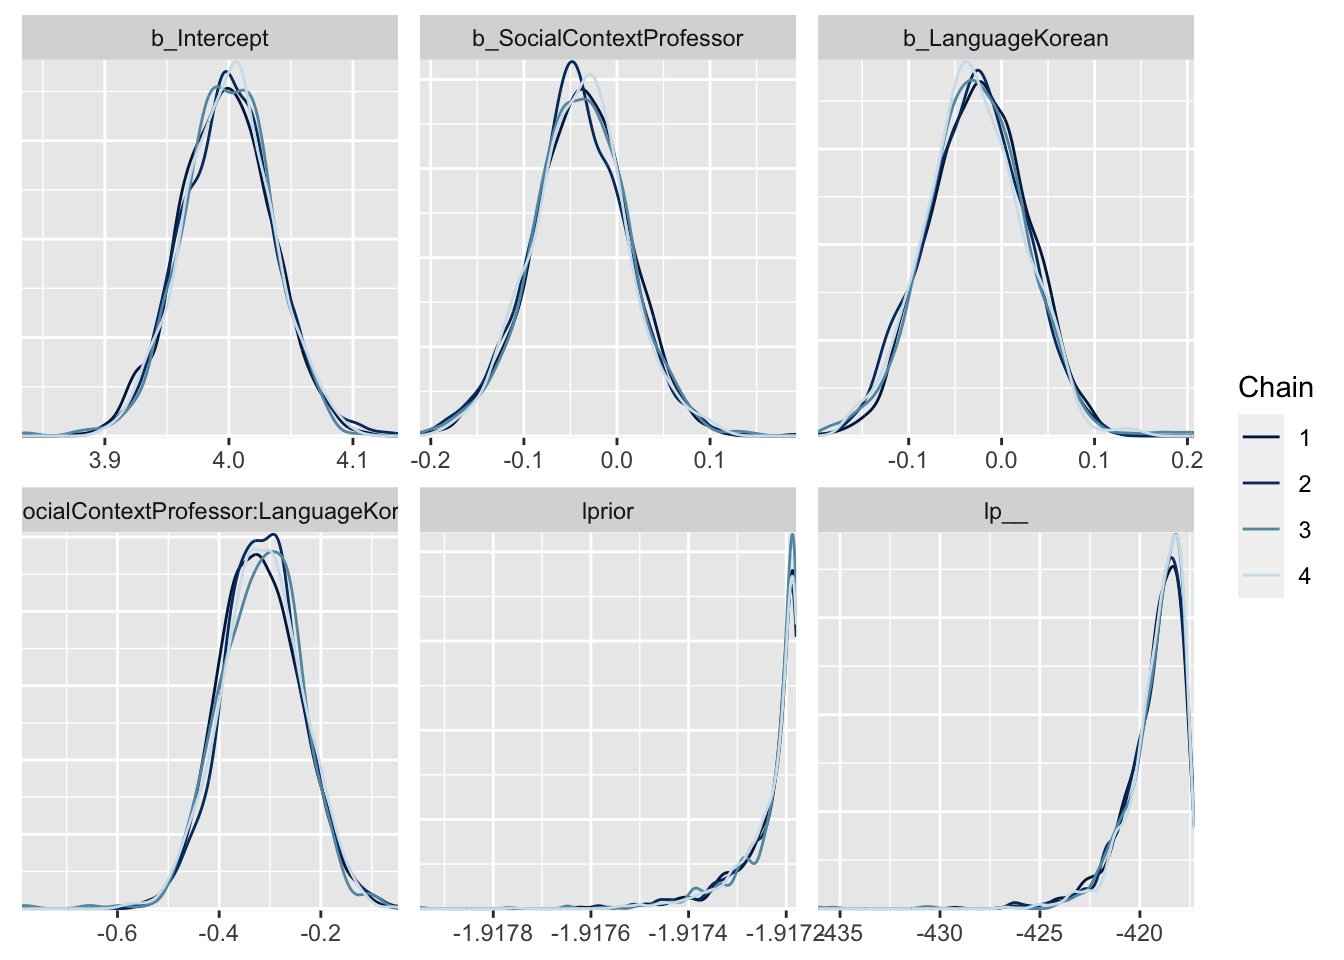 b_Intercept b_SocialContextProfessor b_LanguageKorean
3.9 4.0 4.1 -0.2 -0.1 0.0 0.1 -0.1 0.0 0.1 0.2
ocialContextProfessor:LanguageKor lprior lp__
-0.6 -0.4 -0.2 -1.9178 -1.9176 -1.9174 -1.9172 -435 -430 -425 -420
Chain
1
2
3
4